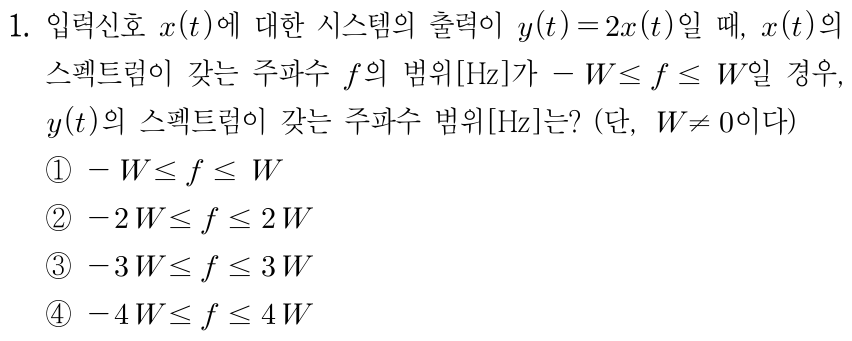 1. 입력신호 x(t)에 대한 시스템의 출력이 y(t)=2x(t)일 때, x(t)의
스펙트럼이 갖는 주파수 f의 범위[Hz]가 − W≤ f ≤ W일 경우,
y(t)의 스펙트럼이 갖는 주파수 범위[Hz]는? (단, W≠ 0이다)
① − W≤ f ≤ W
② −2W≤ f ≤ 2W
③ −3W≤ f ≤ 3W
④ −4W≤ f ≤ 4W